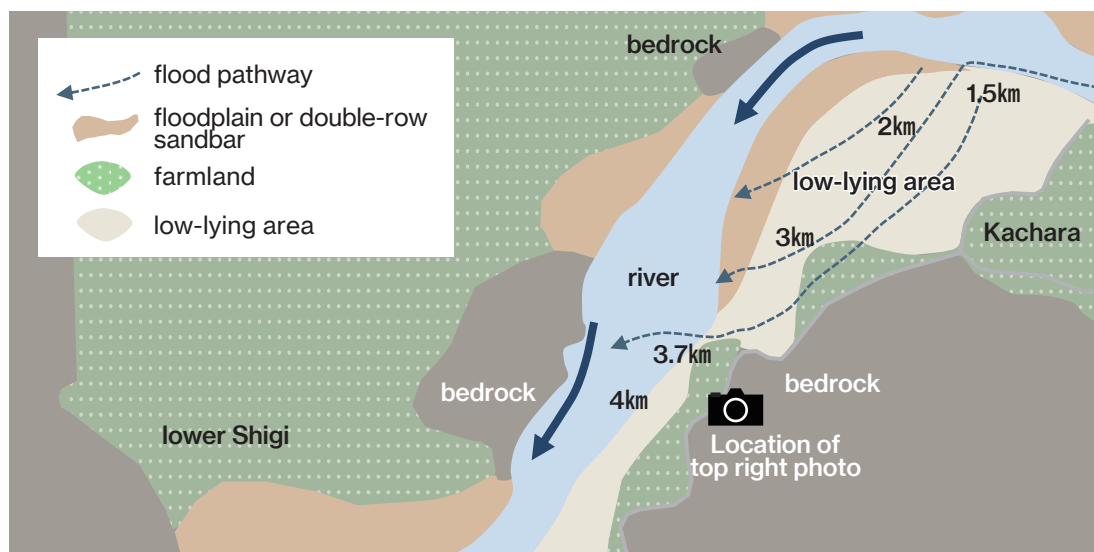 flood pathway
floodplain or double-row
sandbar
farmland
low-lying area
bedrock
1.5km
2km
low-lying area
Kachara
3km
river
3.7km
bedrock
bedrock
4km
lower Shigi
Location of
top right photo